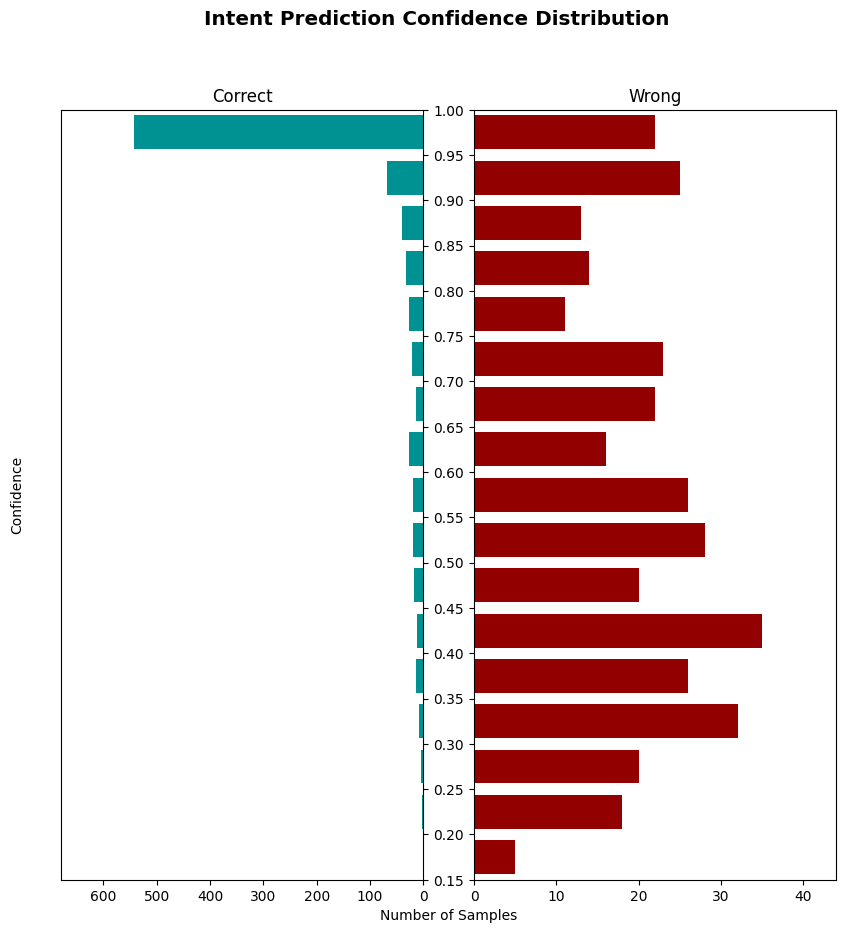 Intent Prediction Confidence Distribution
Correct
Wrong
1.00
0.95
0.90
0.85
0.80
0.75
0.70
0.65
0.60
0.55
0.50
0.45
0.40
0.35
0.30
0.25
0.20
0.15
Confidence
600 500 400 300 200 100 0
0 10 20 30 40
Number of Samples